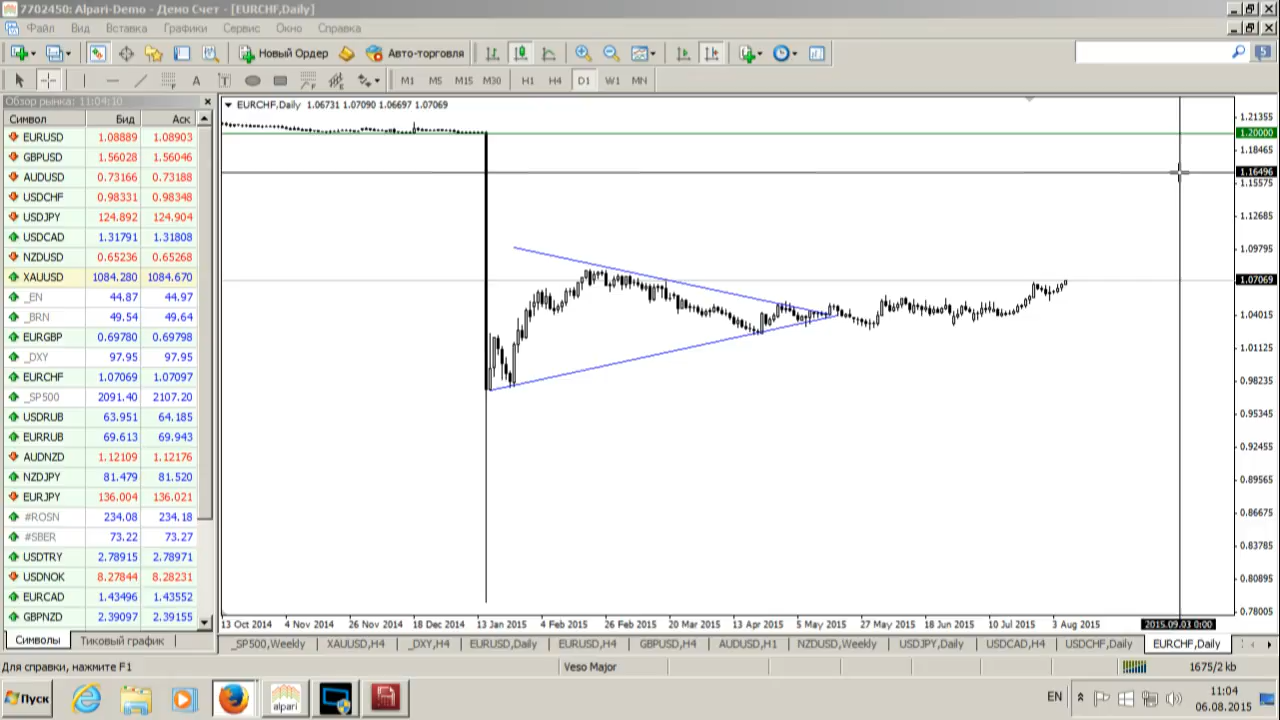 7702450: Alpari-Demo - Демо Счет - [EURCHF,Daily]
Файл Вид Вставка Графики Сервис Окно Справка
Новый Ордер Авто-торговля 5
A T M1 M5 M15 M30 H1 H4 D1 W1 MN
Обзор рынка: 11:04:10
Символ Бид Аск
EURUSD 1.08889 1.08903
GBPUSD 1.56028 1.56046
AUDUSD 0.73166 0.73188
USDCHF 0.98331 0.98348
USDJPY 124.892 124.904
USDCAD 1.31791 1.31808
NZDUSD 0.65236 0.65268
XAUUSD 1084.280 1084.670
_EN 44.87 44.97
_BRN 49.54 49.64
EURGBP 0.69780 0.69798
_DXY 97.95 97.95
EURCHF 1.07069 1.07097
_SP500 2091.40 2107.20
USDRUB 63.951 64.185
EURRUB 69.613 69.943
AUDNZD 1.12109 1.12176
NZDJPY 81.479 81.520
EURJPY 136.004 136.021
#ROSN 234.08 234.18
#SBER 73.22 73.27
USDTRY 2.78915 2.78971
USDNOK 8.27844 8.28231
EURCAD 1.43496 1.43552
GBPNZD 2.39097 2.39155
Символы Тиковый график
EURCHF,Daily 1.06731 1.07090 1.06697 1.07069
1.21355
1.20000
1.18465
1.16496
1.15575
1.12685
1.09795
1.07069
1.04015
1.01125
0.98235
0.95345
0.92455
0.89565
0.86675
0.83785
0.80895
0.78005
13 Oct 2014 4 Nov 2014 26 Nov 2014 18 Dec 2014 13 Jan 2015 4 Feb 2015 26 Feb 2015 20 Mar 2015 13 Apr 2015 5 May 2015 27 May 2015 18 Jun 2015 10 Jul 2015 3 Aug 2015 2015.09.03 0:00
_SP500,Weekly XAUUSD,H4 _DXY,H4 EURUSD,Daily EURUSD,H4 GBPUSD,H4 AUDUSD,H1 NZDUSD,Weekly USDJPY,Daily USDCAD,H4 USDCHF,Daily EURCHF,Daily
Для справки, нажмите F1 Veso Major 1675/2 kb
Пуск alpari EN 11:04
06.08.2015